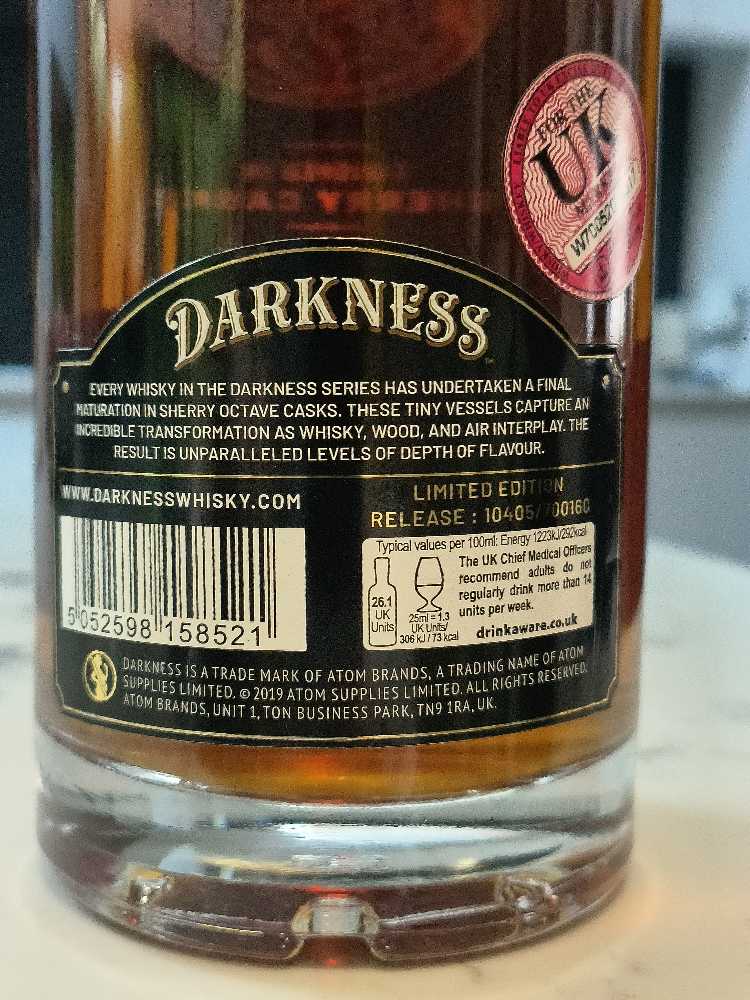 FOR THE
UK
DARKNESS
EVERY WHISKY IN THE DARKNESS SERIES HAS UNDERTAKEN A FINAL
MATURATION IN SHERRY OCTAVE CASKS. THESE TINY VESSELS CAPTURE AN
INCREDIBLE TRANSFORMATION AS WHISKY, WOOD, AND AIR INTERPLAY. THE
RESULT IS UNPARALLELED LEVELS OF DEPTH OF FLAVOUR.
WWW.DARKNESSWHISKY.COM
LIMITED EDITION
RELEASE : 10405/700160
5 052598 158521
Typical values per 100ml: Energy 1223kJ/292kcal
26.1
UK
Units
25ml = 1.3
UK Units/
306 kJ / 73 kcal
The UK Chief Medical Officers
recommend adults do not
regularly drink more than 14
units per week.
drinkaware.co.uk
DARKNESS IS A TRADE MARK OF ATOM BRANDS, A TRADING NAME OF ATOM
SUPPLIES LIMITED. © 2019 ATOM SUPPLIES LIMITED. ALL RIGHTS RESERVED.
ATOM BRANDS, UNIT 1, TON BUSINESS PARK, TN9 1RA, UK.